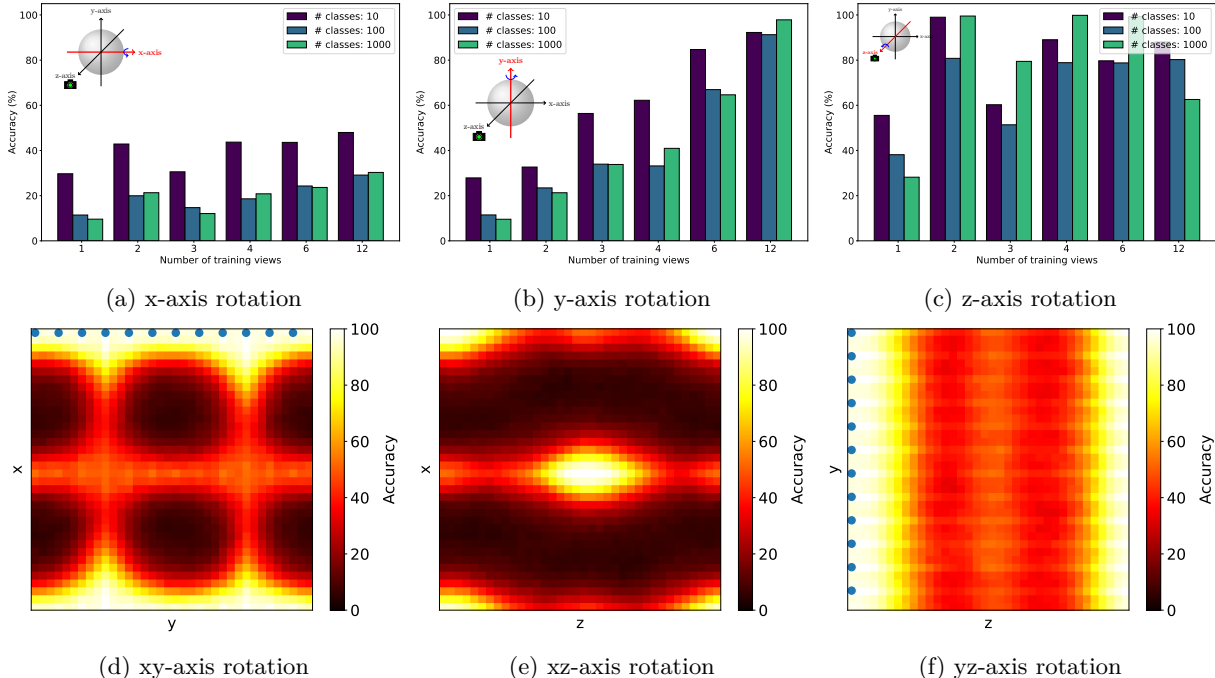 100
80
60
40
20
0
Accuracy (%)
y-axis
x-axis
z-axis
# classes: 10
# classes: 100
# classes: 1000
1 2 3 4 6 12
Number of training views
(a) x-axis rotation
100
80
60
40
20
0
Accuracy (%)
y-axis
x-axis
z-axis
# classes: 10
# classes: 100
# classes: 1000
6 1 2 3 4 6 12
Number of training views
(b) y-axis rotation
100
80
60
40
20
0
Accuracy (%)
y-axis
x-axis
z-axis
# classes: 10
# classes: 100
# classes: 1000
1 2 3 4 6 12
Number of training views
(c) z-axis rotation
x
y
100
80
60
40
20
0
Accuracy
(d) xy-axis rotation
x
z
100
80
60
40
20
0
Accuracy
(e) xz-axis rotation
y
z
100
80
60
40
20
0
Accuracy
(f) yz-axis rotation